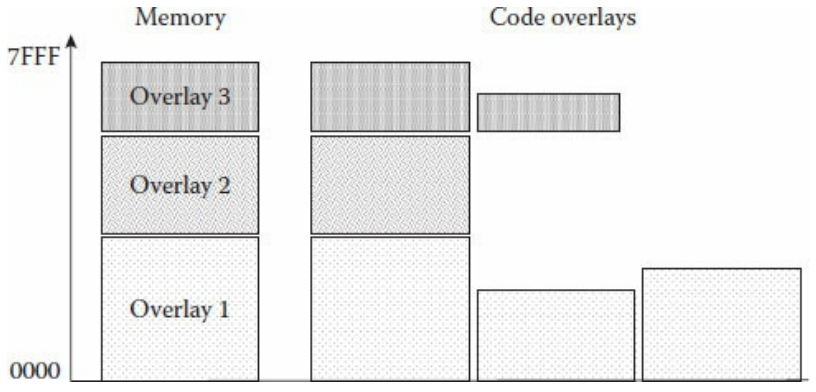 Memory
Code overlays
7FFF
Overlay 3
Overlay 2
Overlay 1
0000